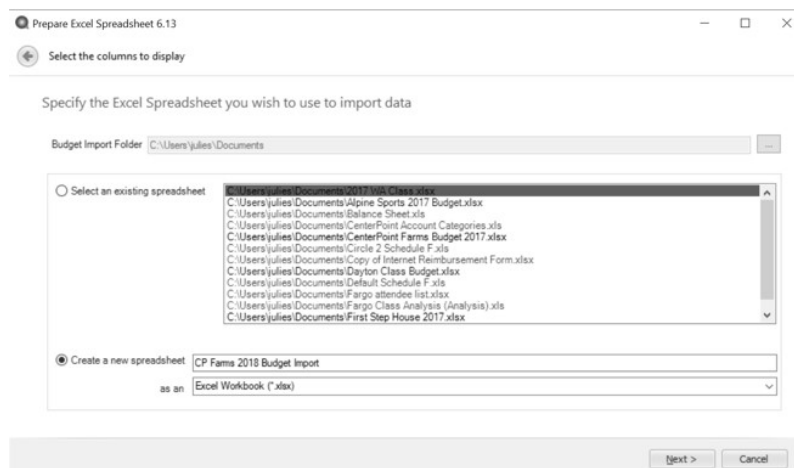 Prepare Excel Spreadsheet 6.13
Select the columns to display
Specify the Excel Spreadsheet you wish to use to import data
Budget Import Folder C:\Users\julies\Documents ...
Select an existing spreadsheet
C:\Users\julies\Documents\2017 WA Class.xlsx
C:\Users\julies\Documents\Alpine Sports 2017 Budget.xlsx
C:\Users\julies\Documents\Balance Sheet.xls
C:\Users\julies\Documents\CenterPoint Account Categories.xls
C:\Users\julies\Documents\CenterPoint Farms Budget 2017.xlsx
C:\Users\julies\Documents\Circle 2 Schedule F.xls
C:\Users\julies\Documents\Copy of Internet Reimbursement Form.xlsx
C:\Users\julies\Documents\Dayton Class Budget.xlsx
C:\Users\julies\Documents\Default Schedule F.xls
C:\Users\julies\Documents\Fargo attendee list.xlsx
C:\Users\julies\Documents\Fargo Class Analysis (Analysis).xls
C:\Users\julies\Documents\First Step House 2017.xlsx
Create a new spreadsheet CP Farms 2018 Budget Import
as an Excel Workbook (*.xlsx)
Next > Cancel